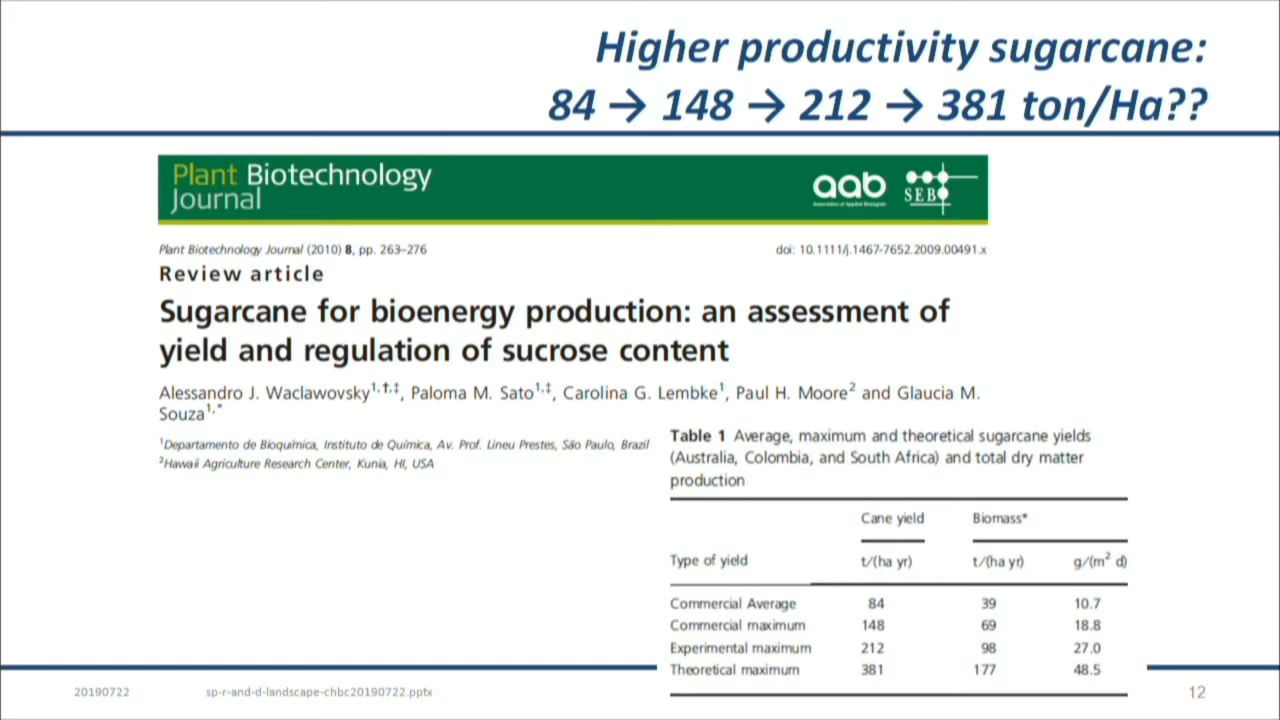 Higher productivity sugarcane:
84 → 148 → 212 → 381 ton/Ha??
Plant Biotechnology
Journal
aab
Association of Applied Biologists
SEB
Plant Biotechnology Journal (2010) 8, pp. 263–276
doi: 10.1111/j.1467-7652.2009.00491.x
Review article
Sugarcane for bioenergy production: an assessment of
yield and regulation of sucrose content
Alessandro J. Waclawovsky1,†,‡, Paloma M. Sato1,‡, Carolina G. Lembke1, Paul H. Moore2 and Glaucia M.
Souza1,*
1Departamento de Bioquímica, Instituto de Química, Av. Prof. Lineu Prestes, São Paulo, Brazil
2Hawaii Agriculture Research Center, Kunia, HI, USA
Table 1 Average, maximum and theoretical sugarcane yields
(Australia, Colombia, and South Africa) and total dry matter
production
Cane yield Biomass*
Type of yield t/(ha yr) t/(ha yr) g/(m2 d)
Commercial Average 84 39 10.7
Commercial maximum 148 69 18.8
Experimental maximum 212 98 27.0
Theoretical maximum 381 177 48.5
20190722 sp-r-and-d-landscape-chbc20190722.pptx 12